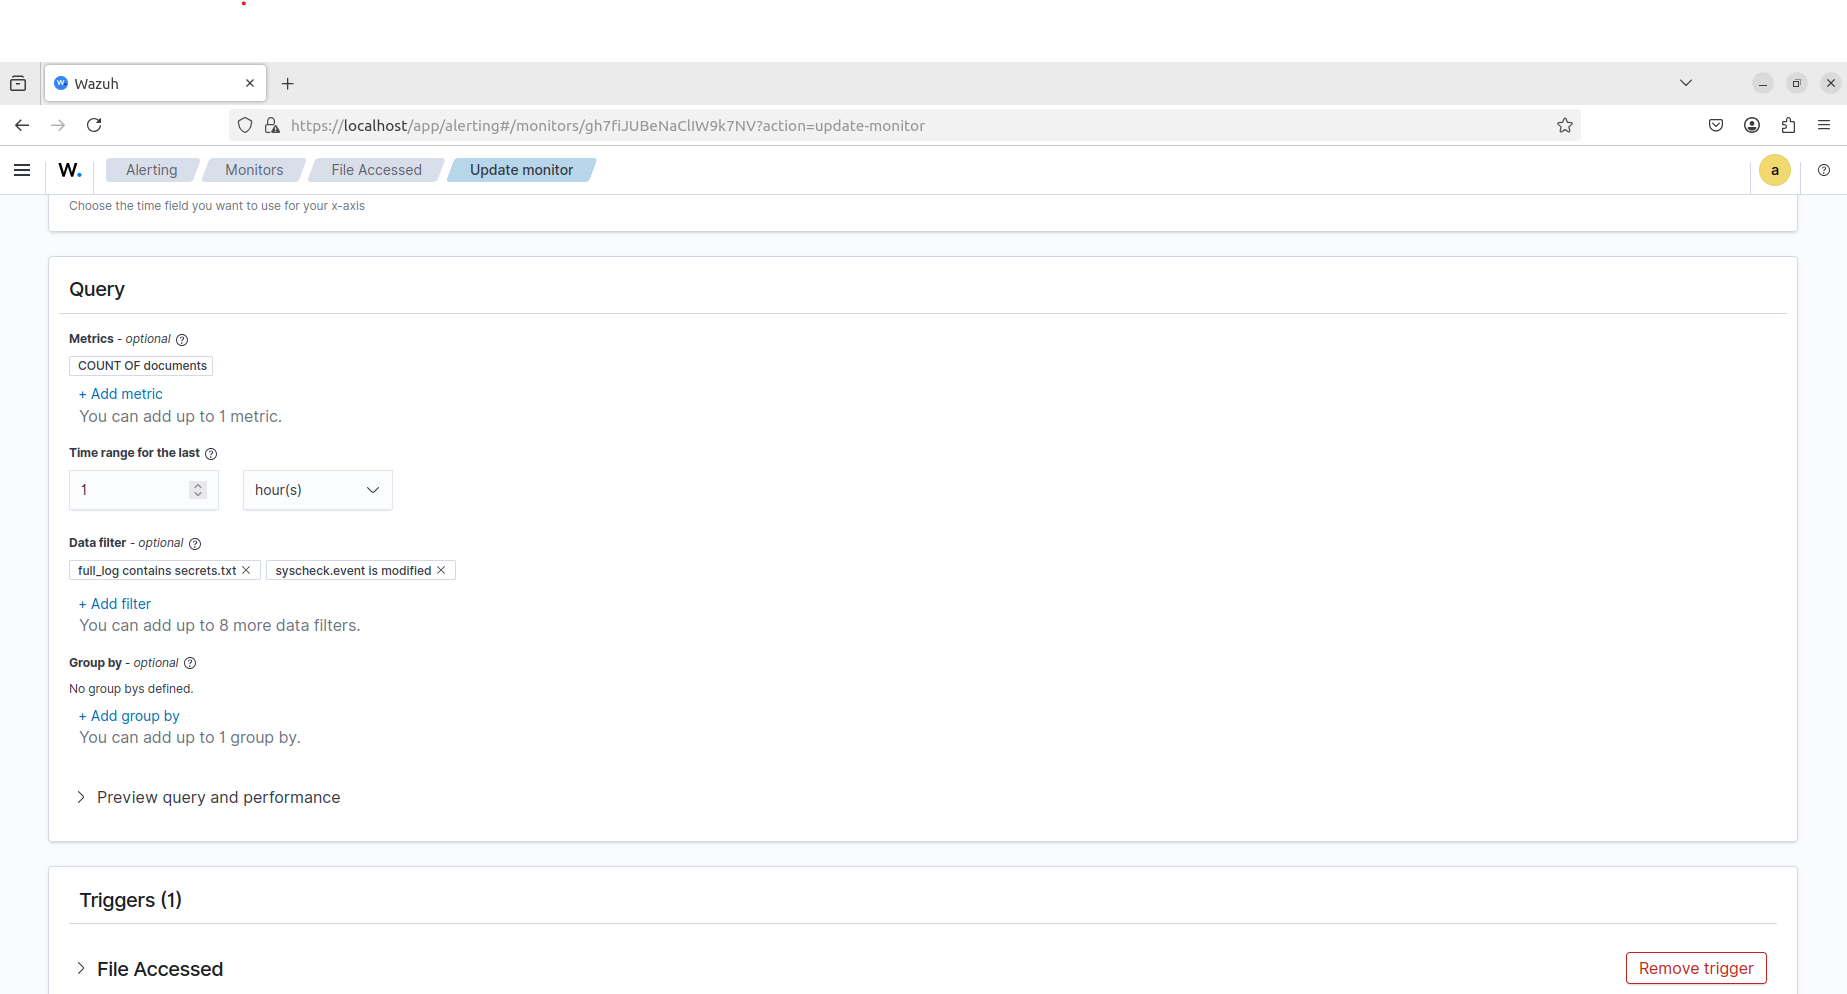 Wazuh
https://localhost/app/alerting#/monitors/gh7fiJUBeNaClIW9k7NV?action=update-monitor
W. Alerting Monitors File Accessed Update monitor a
Choose the time field you want to use for your x-axis
Query
Metrics - optional
COUNT OF documents
+ Add metric
You can add up to 1 metric.
Time range for the last
1 hour(s)
Data filter - optional
full_log contains secrets.txt syscheck.event is modified
+ Add filter
You can add up to 8 more data filters.
Group by - optional
No group bys defined.
+ Add group by
You can add up to 1 group by.
Preview query and performance
Triggers (1)
File Accessed Remove trigger